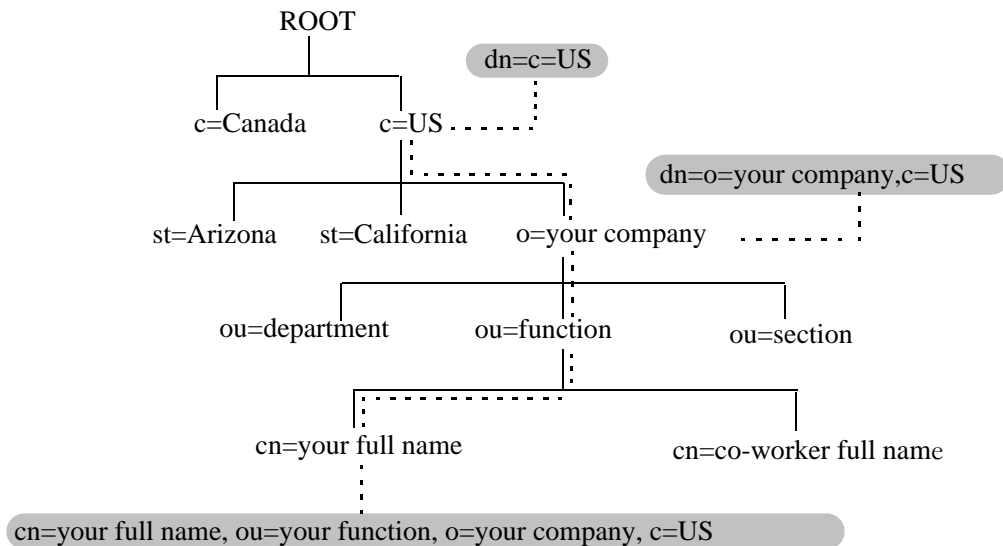 ROOT
dn=c=US
c=Canada
c=US
dn=o=your company,c=US
st=Arizona
st=California
o=your company
ou=department
ou=function
ou=section
cn=your full name
cn=co-worker full name
cn=your full name, ou=your function, o=your company, c=US